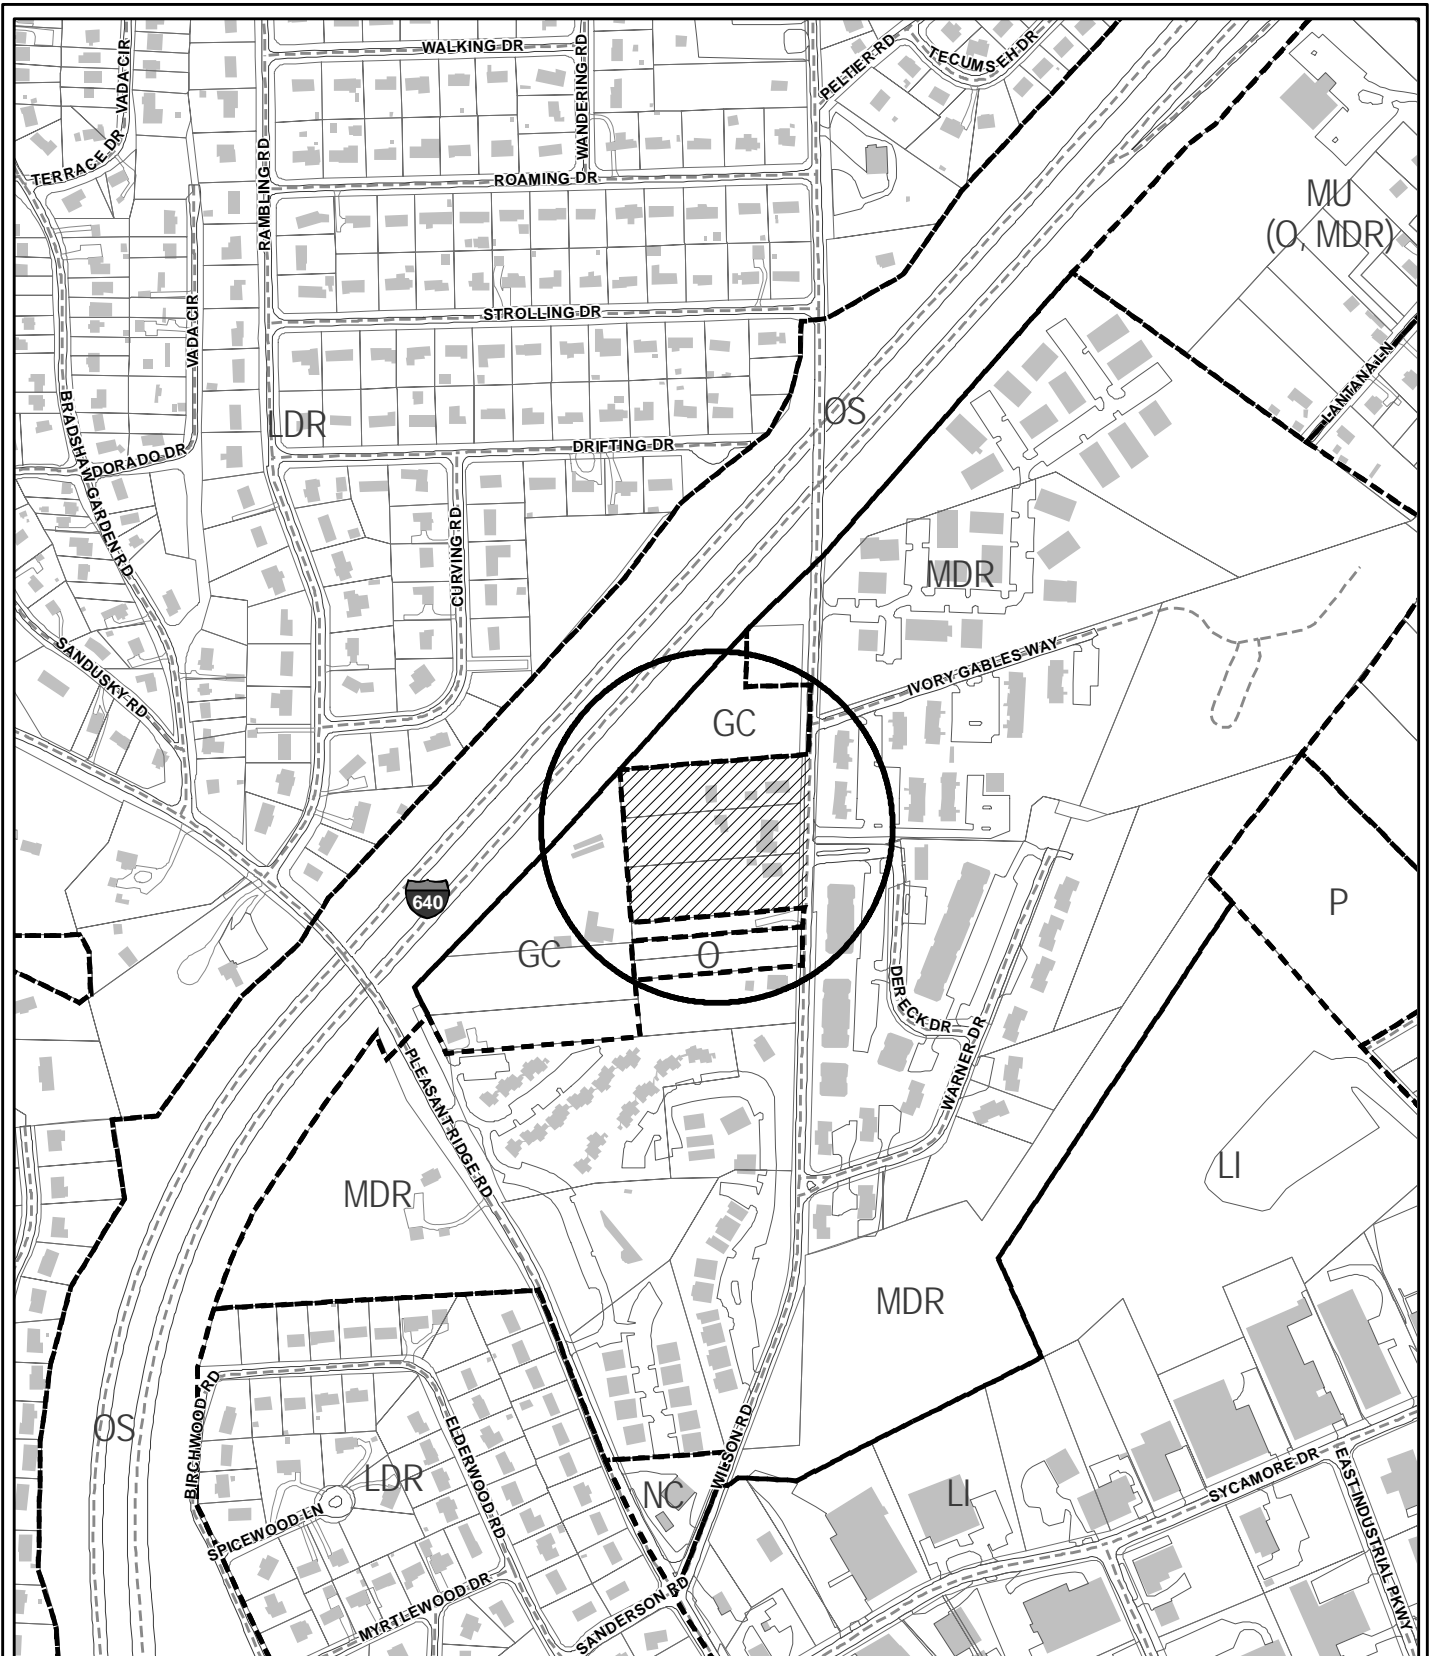 WALKING DR
WANDERING RD
PELTIER RD
TECUMSEH DR
VADA CIR
TERRACE DR
RAMBLING RD
ROAMING DR
MU
(O, MDR)
STROLLING DR
VADA CIR
LANTANA LN
BRADSHAW GARDEN RD
LDR
OS
DORADO DR
DRIFTING DR
CURVING RD
MDR
SANDUSKY RD
IVORY GABLES WAY
GC
640
P
GC
O
DER ECK DR
WARNER DR
PLEASANT RIDGE RD
LI
MDR
MDR
OS
BIRCHWOOD RD
ELDERWOOD RD
WILSON RD
LDR
NC
LI
SYCAMORE DR
EAST INDUSTRIAL PKWY
SPICEWOOD LN
MYRTLEWOOD DR
SANDERSON RD